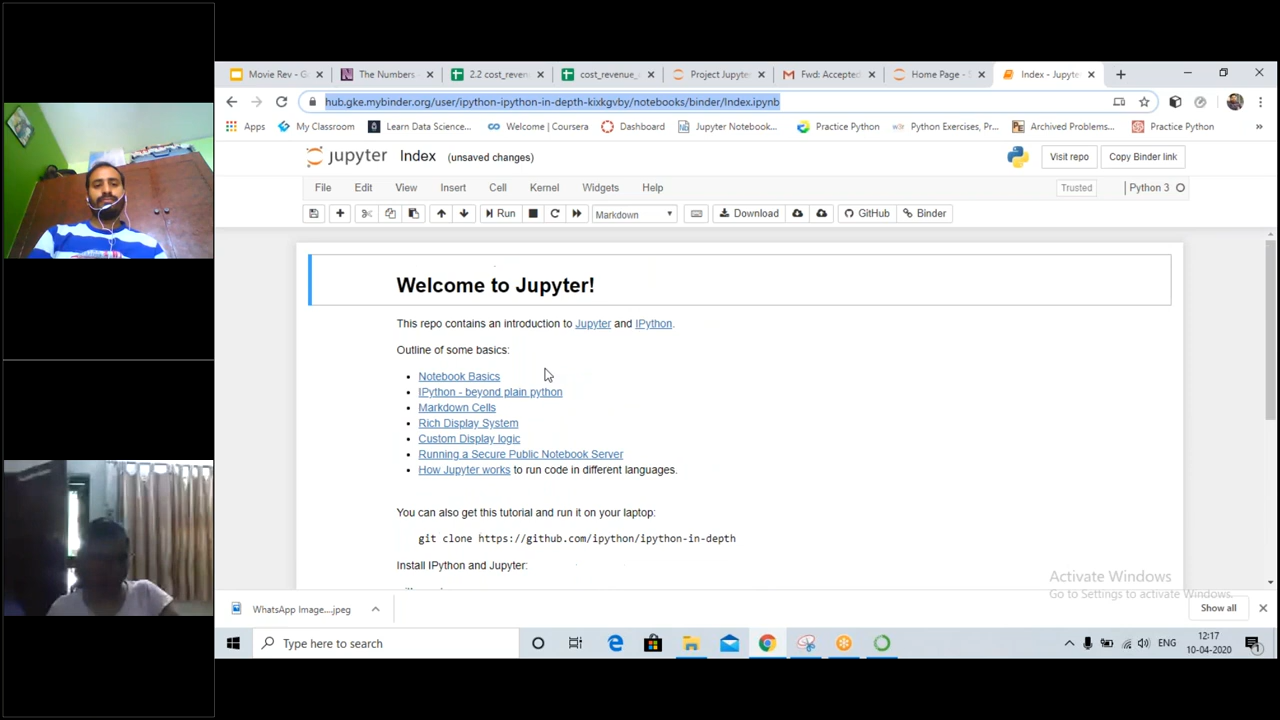 Movie Rev - G
The Numbers
2.2 cost_reven
cost_revenue_
Project Jupyte
Fwd: Accepted
Home Page - S
Index - Jupyte
hub.gke.mybinder.org/user/ipython-ipython-in-depth-kixkgvby/notebooks/binder/Index.ipynb
Apps
My Classroom
Learn Data Science...
Welcome | Coursera
Dashboard
Jupyter Notebook...
Practice Python
Python Exercises, Pr...
Archived Problems...
Practice Python
jupyter Index (unsaved changes)
Visit repo
Copy Binder link
File Edit View Insert Cell Kernel Widgets Help
Trusted
Python 3
Run
Markdown
Download
GitHub
Binder
Welcome to Jupyter!
This repo contains an introduction to Jupyter and IPython.
Outline of some basics:
• Notebook Basics
• IPython - beyond plain python
• Markdown Cells
• Rich Display System
• Custom Display logic
• Running a Secure Public Notebook Server
• How Jupyter works to run code in different languages.
You can also get this tutorial and run it on your laptop:
git clone https://github.com/ipython/ipython-in-depth
Install IPython and Jupyter:
Activate Windows
Go to Settings to activate Windows.
WhatsApp Image....jpeg
Show all
Type here to search
ENG
12:17
10-04-2020